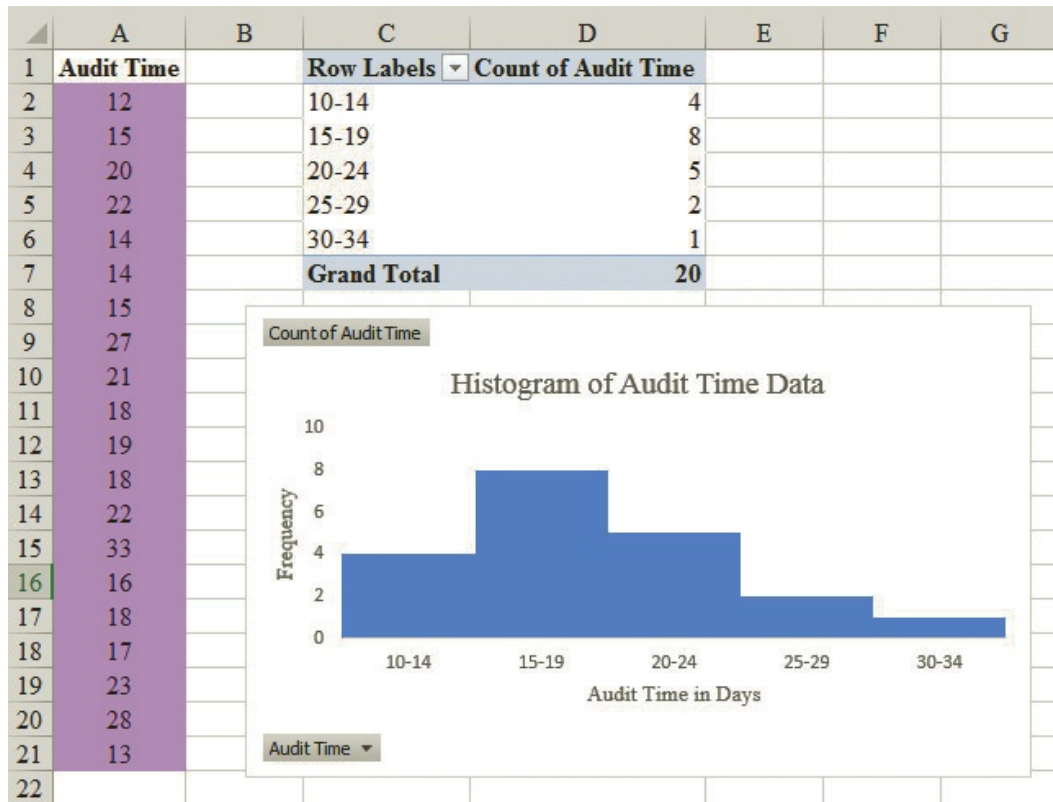 A B C D E F G
1 Audit Time Row Labels Count of Audit Time
2 12 10-14 4
3 15 15-19 8
4 20 20-24 5
5 22 25-29 2
6 14 30-34 1
7 14 Grand Total 20
8 15
9 27
10 21
11 18
12 19
13 18
14 22
15 33
16 16
17 18
18 17
19 23
20 28
21 13
22
Count of Audit Time
Histogram of Audit Time Data
Frequency
10
8
6
4
2
0
10-14 15-19 20-24 25-29 30-34
Audit Time in Days
Audit Time